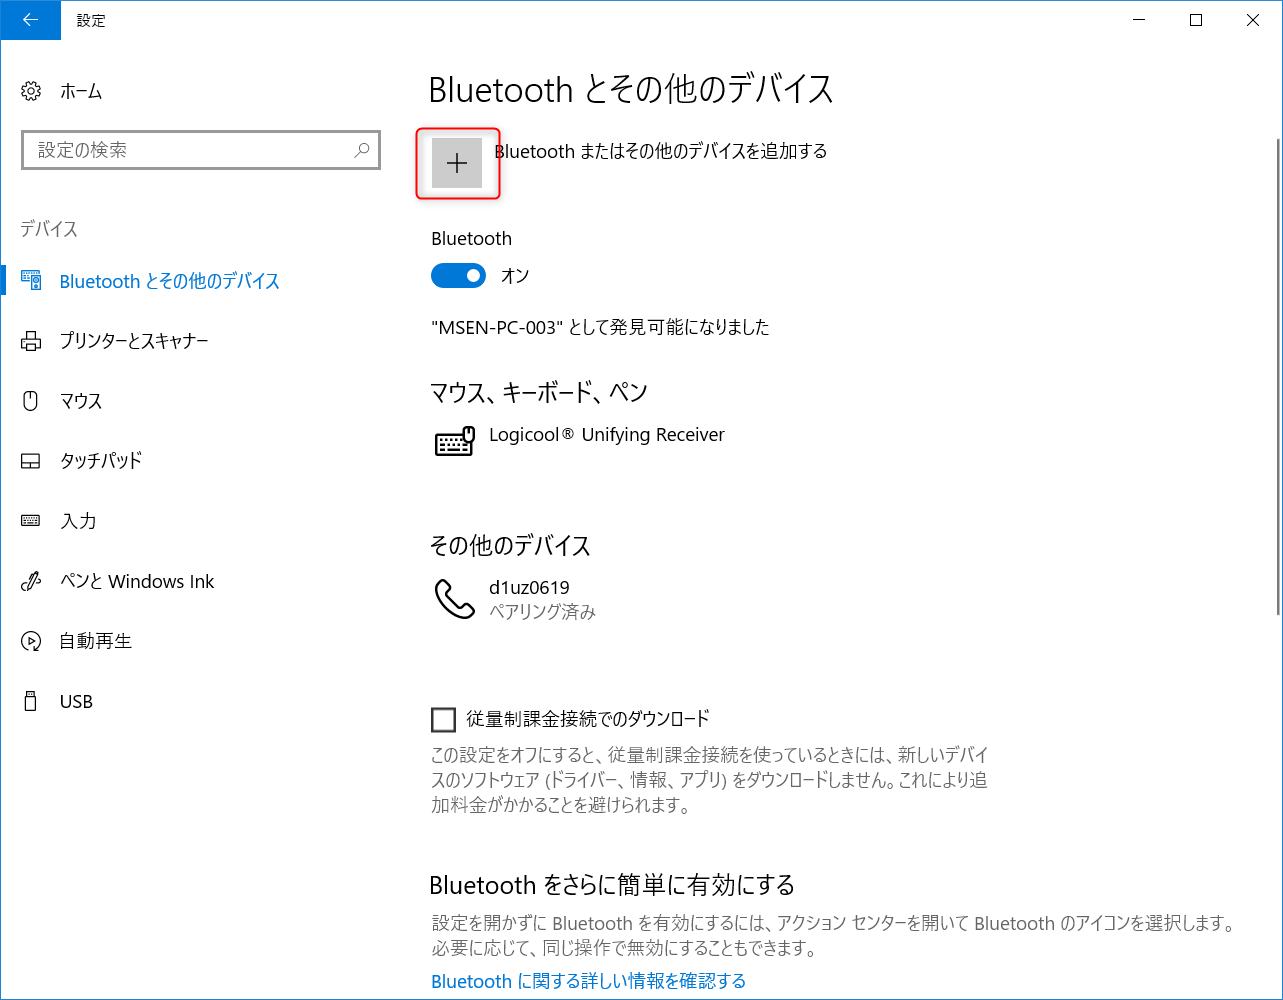 設定
ホーム
設定の検索
デバイス
Bluetooth とその他のデバイス
プリンターとスキャナー
マウス
タッチパッド
入力
ペンと Windows Ink
自動再生
USB
Bluetooth とその他のデバイス
Bluetooth またはその他のデバイスを追加する
Bluetooth
オン
"MSEN-PC-003" として発見可能になりました
マウス、キーボード、ペン
Logicool® Unifying Receiver
その他のデバイス
d1uz0619
ペアリング済み
従量制課金接続でのダウンロード
この設定をオフにすると、従量制課金接続を使っているときには、新しいデバイ
スのソフトウェア (ドライバー、情報、アプリ) をダウンロードしません。これにより追
加料金がかかることを避けられます。
Bluetooth をさらに簡単に有効にする
設定を開かずに Bluetooth を有効にするには、アクション センターを開いて Bluetooth のアイコンを選択します。
必要に応じて、同じ操作で無効にすることもできます。
Bluetooth に関する詳しい情報を確認する